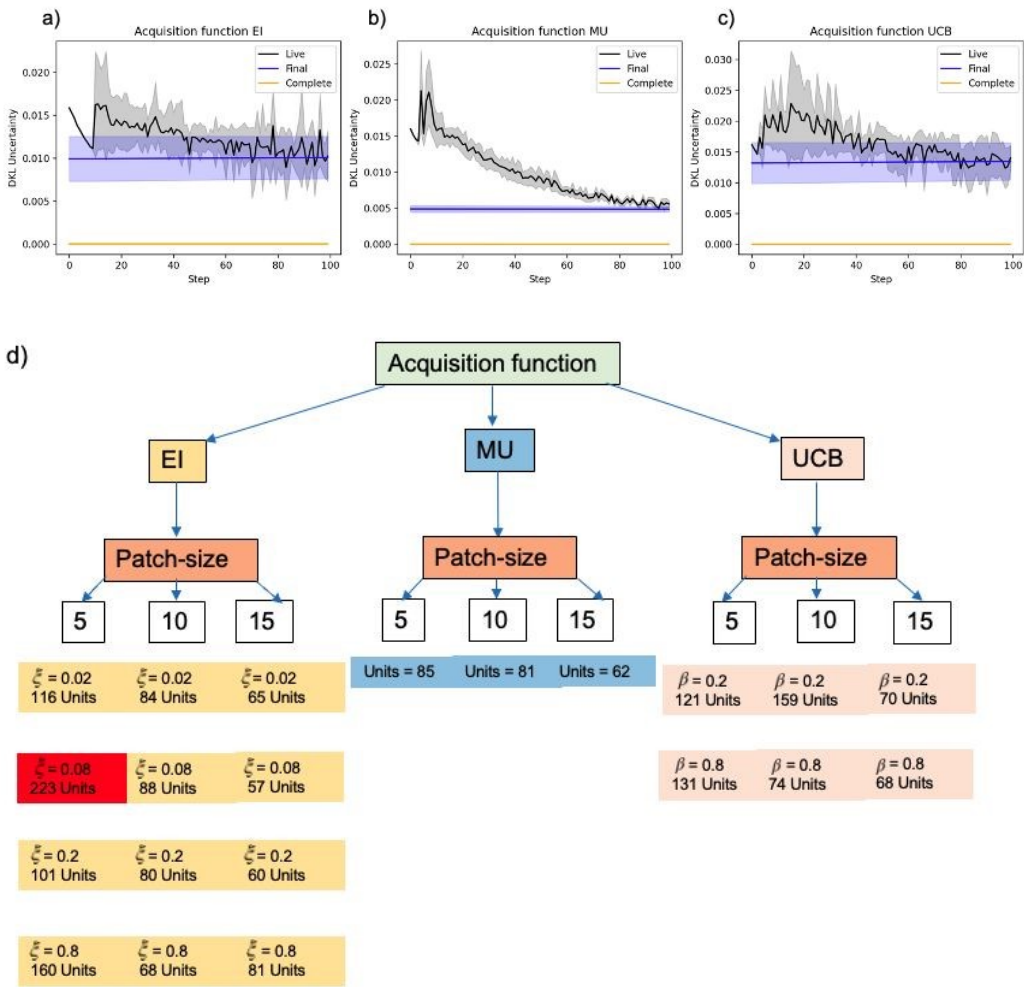 a)
Acquisition function EI
Live
Final
Complete
DKL Uncertainty
0.020
0.015
0.010
0.005
0.000
0
20
40
60
80
100
Step
b)
Acquisition function MU
Live
Final
Complete
DKL Uncertainty
0.025
0.020
0.015
0.010
0.005
0.000
0
20
40
60
80
100
Step
c)
Acquisition function UCB
Live
Final
Complete
DKL Uncertainty
0.030
0.025
0.020
0.015
0.010
0.005
0.000
0
20
40
60
80
100
Step
d)
Acquisition function
EI
MU
UCB
Patch-size
Patch-size
Patch-size
5
10
15
5
10
15
5
10
15
ξ = 0.02
116 Units
ξ = 0.02
84 Units
ξ = 0.02
65 Units
Units = 85
Units = 81
Units = 62
β = 0.2
121 Units
β = 0.2
159 Units
β = 0.2
70 Units
ξ = 0.08
223 Units
ξ = 0.08
88 Units
ξ = 0.08
57 Units
β = 0.8
131 Units
β = 0.8
74 Units
β = 0.8
68 Units
ξ = 0.2
101 Units
ξ = 0.2
80 Units
ξ = 0.2
60 Units
ξ = 0.8
160 Units
ξ = 0.8
68 Units
ξ = 0.8
81 Units